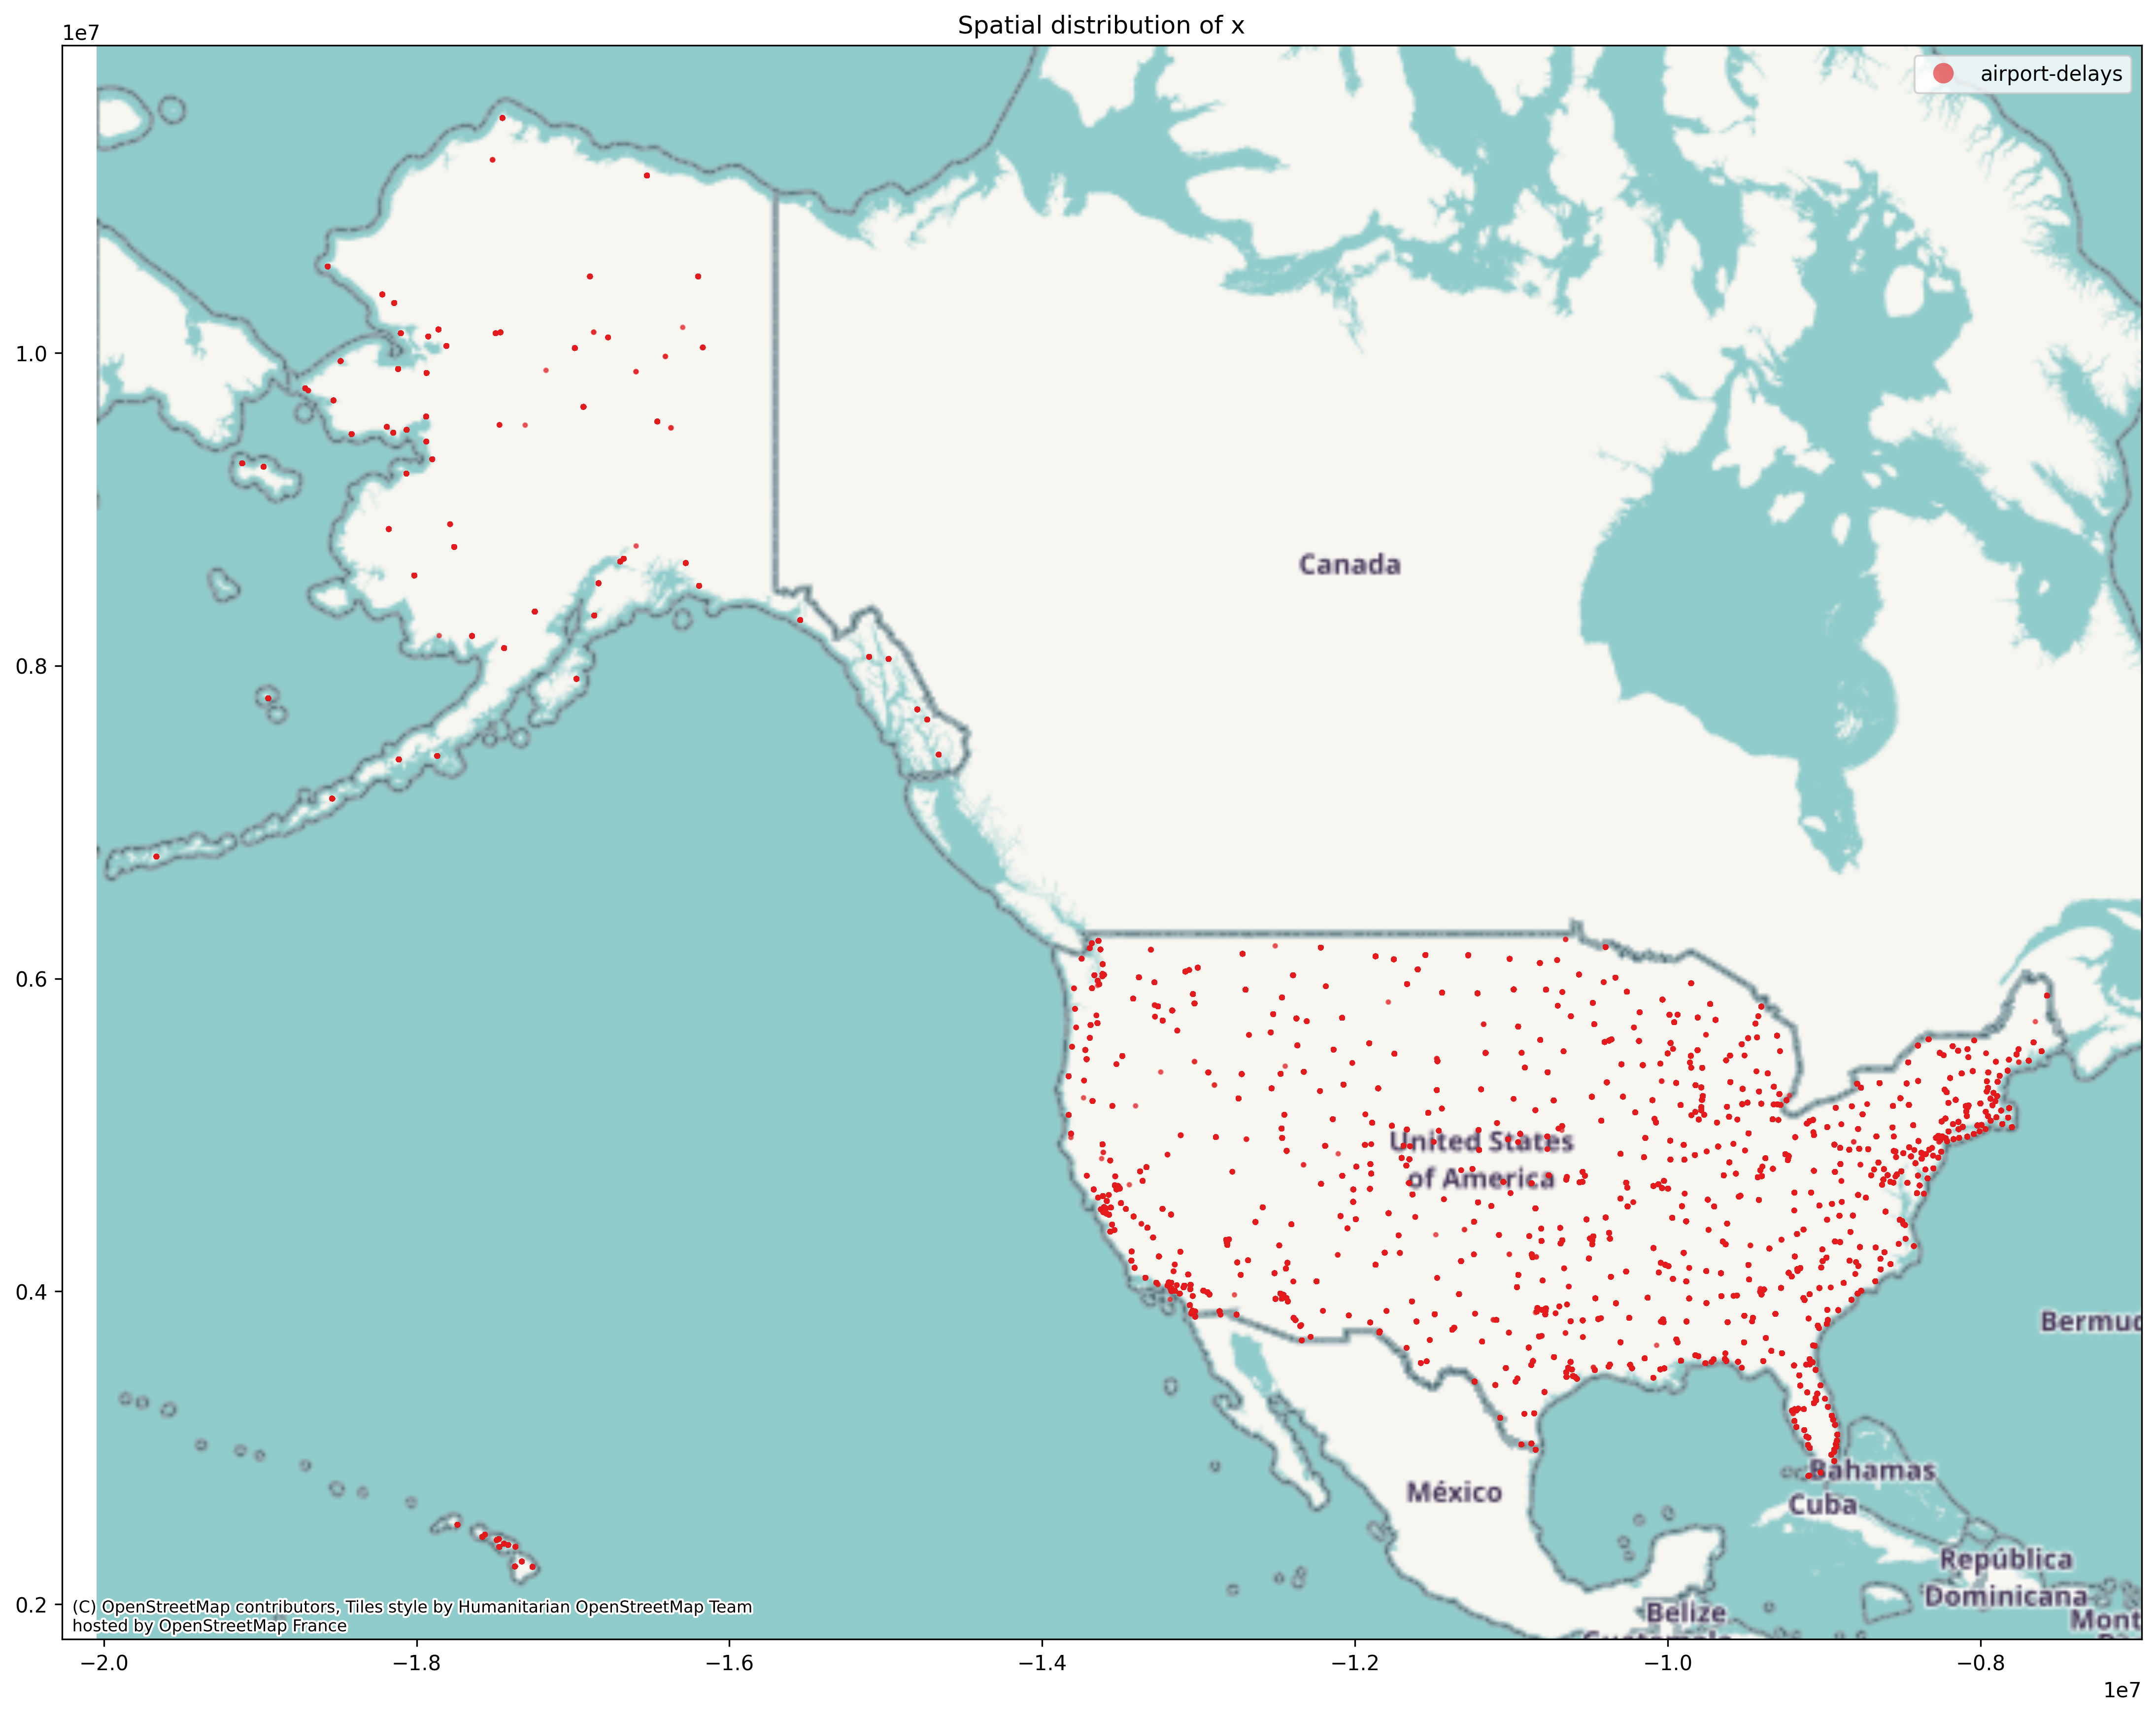 Spatial distribution of x
1e7
airport-delays
1.0
0.8
0.6
0.4
0.2
Canada
United States
of America
México
Bahamas
Cuba
República
Dominicana
Belize
Mont
Bermud
(C) OpenStreetMap contributors, Tiles style by Humanitarian OpenStreetMap Team
hosted by OpenStreetMap France
−2.0
−1.8
−1.6
−1.4
−1.2
−1.0
−0.8
1e7